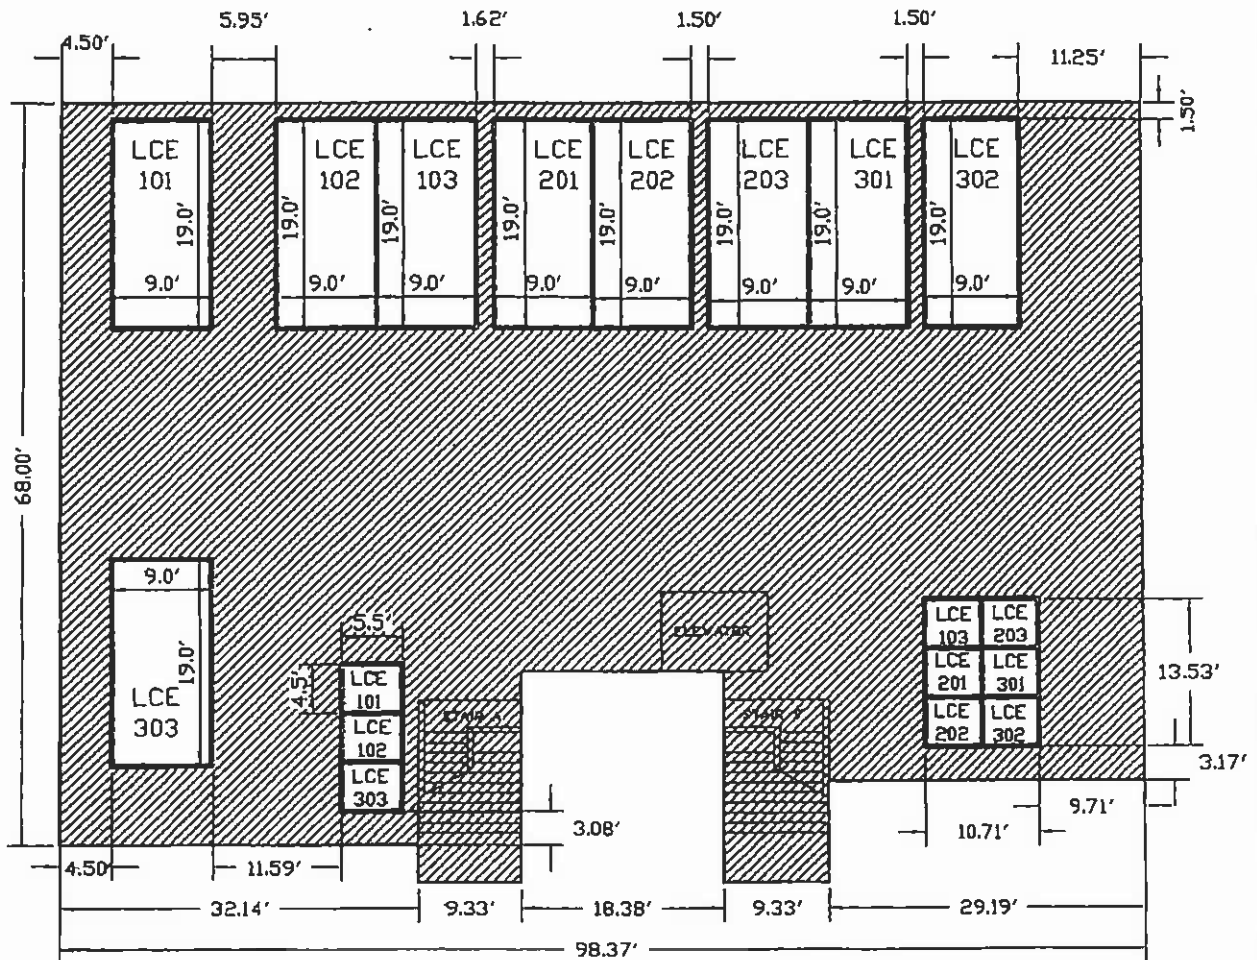 5.95' 1.62' 1.50' 1.50'
4.50' 11.25'
1.50'
LCE 101
LCE 102
LCE 103
LCE 201
LCE 202
LCE 203
LCE 301
LCE 302
19.0' 19.0' 19.0' 19.0' 19.0' 19.0' 19.0' 19.0'
9.0' 9.0' 9.0' 9.0' 9.0' 9.0' 9.0' 9.0'
68.00'
9.0'
19.0'
LCE 303
5.5'
4.5'
LCE 101
LCE 102
LCE 303
STAIR
ELEVATOR
STAIR
LCE 103
LCE 203
LCE 201
LCE 301
LCE 202
LCE 302
13.53'
3.17'
9.71'
10.71'
3.08'
4.50 11.59'
32.14' 9.33' 18.38' 9.33' 29.19'
98.37'